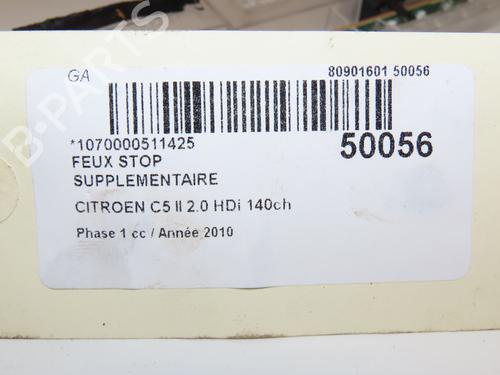 GA
80901601 50056
*1070000511425
50056
FEUX STOP
SUPPLEMENTAIRE
CITROEN C5 II 2.0 HDi 140ch
Phase 1 cc / Année 2010
B-PARTS